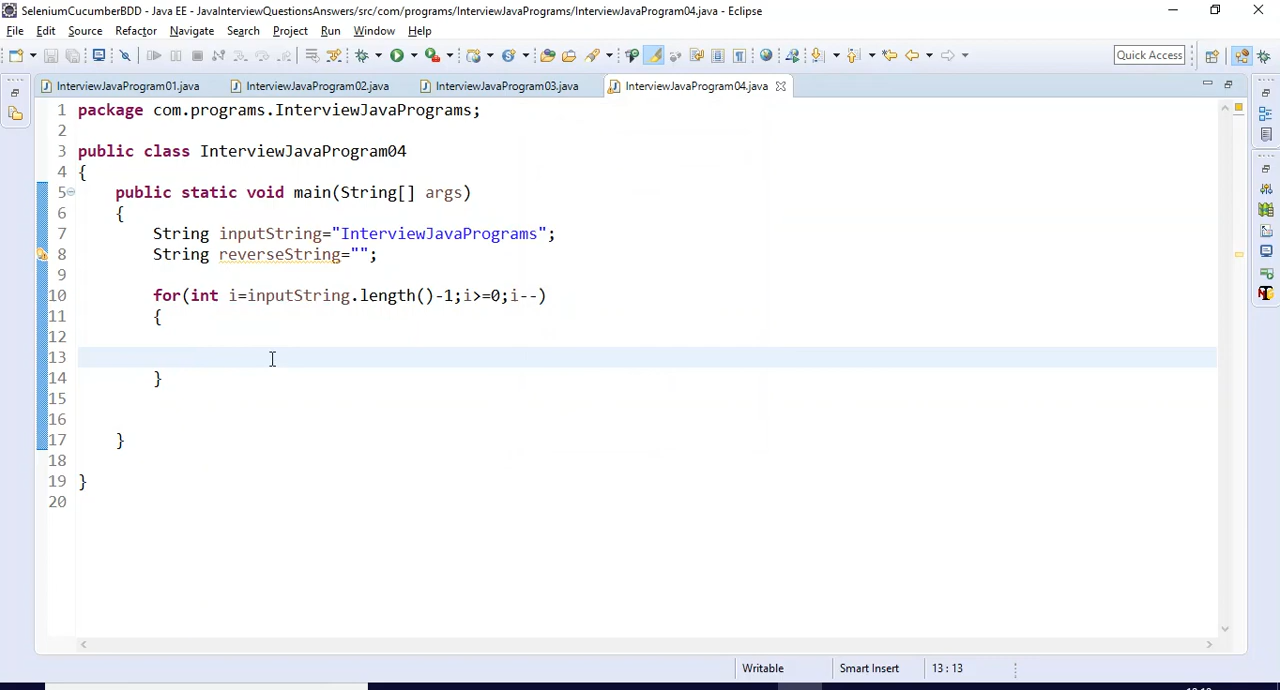 SeleniumCucumberBDD - Java EE - JavaInterviewQuestionsAnswers/src/com/programs/InterviewJavaPrograms/InterviewJavaProgram04.java - Eclipse
File Edit Source Refactor Navigate Search Project Run Window Help
Quick Access
InterviewJavaProgram01.java InterviewJavaProgram02.java InterviewJavaProgram03.java InterviewJavaProgram04.java
1 package com.programs.InterviewJavaPrograms;
2
3 public class InterviewJavaProgram04
4 {
5 public static void main(String[] args)
6 {
7 String inputString="InterviewJavaPrograms";
8 String reverseString="";
9
10 for(int i=inputString.length()-1;i>=0;i--)
11 {
12
13
14 }
15
16
17 }
18
19 }
20
Writable Smart Insert 13 : 13